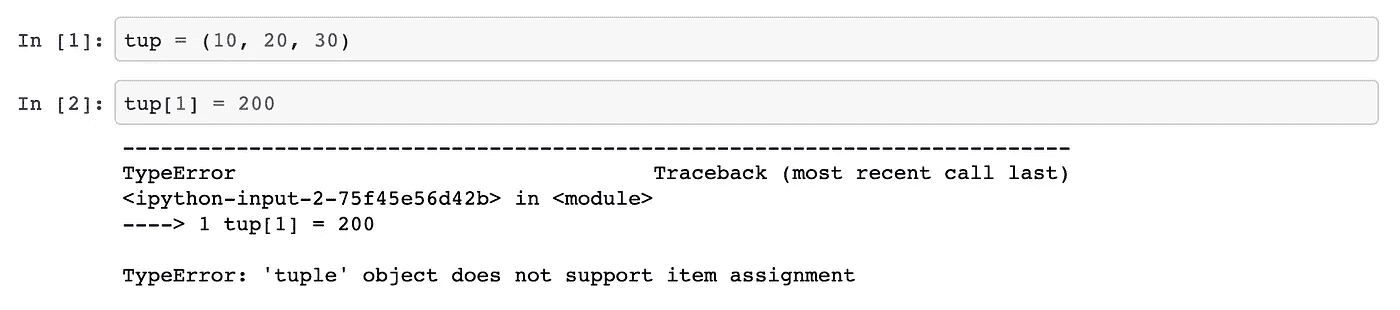 In [1]: tup = (10, 20, 30)
In [2]: tup[1] = 200
---------------------------------------------------------------------------
TypeError                                 Traceback (most recent call last)
<ipython-input-2-75f45e56d42b> in <module>
----> 1 tup[1] = 200
TypeError: 'tuple' object does not support item assignment